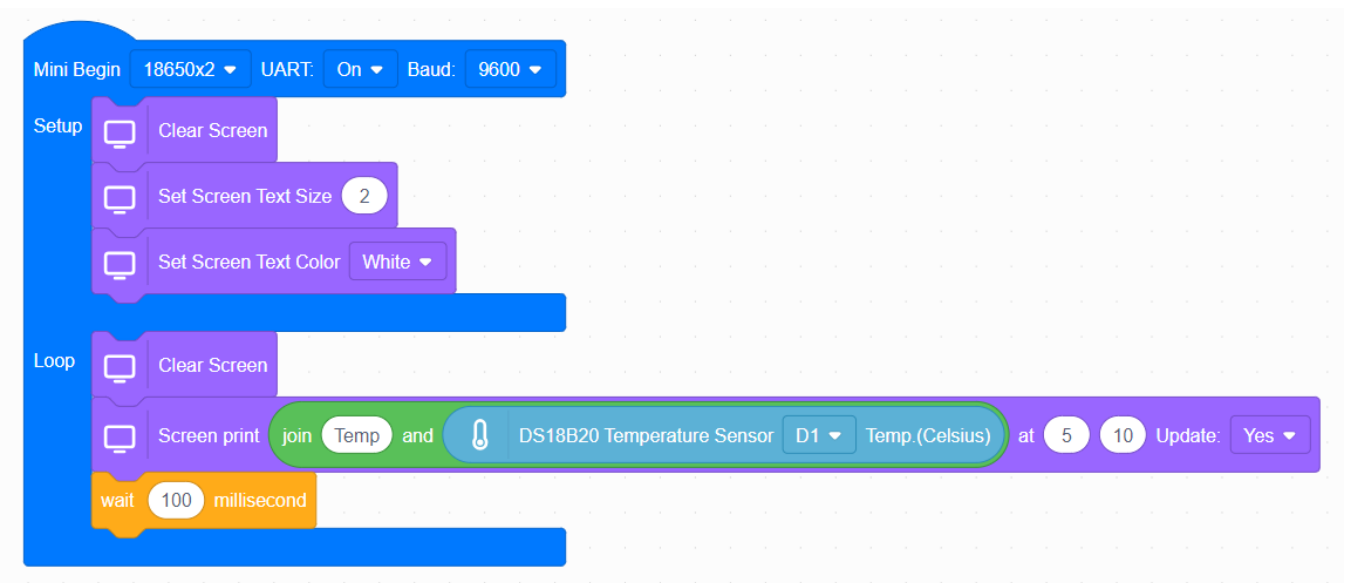 Mini Begin 18650x2 UART: On Baud: 9600
Setup Clear Screen
Set Screen Text Size 2
Set Screen Text Color White
Loop Clear Screen
Screen print join Temp and DS18B20 Temperature Sensor D1 Temp.(Celsius) at 5 10 Update: Yes
wait 100 millisecond